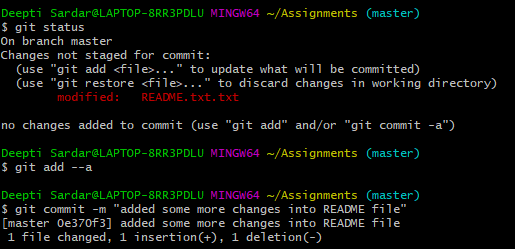 Deepti Sardar@LAPTOP-8RR3PDLU MINGW64 ~/Assignments (master)
$ git status
On branch master
Changes not staged for commit:
  (use "git add <file>..." to update what will be committed)
  (use "git restore <file>..." to discard changes in working directory)
        modified:   README.txt.txt

no changes added to commit (use "git add" and/or "git commit -a")

Deepti Sardar@LAPTOP-8RR3PDLU MINGW64 ~/Assignments (master)
$ git add --a

Deepti Sardar@LAPTOP-8RR3PDLU MINGW64 ~/Assignments (master)
$ git commit -m "added some more changes into README file"
[master 0e370f3] added some more changes into README file
 1 file changed, 1 insertion(+), 1 deletion(-)